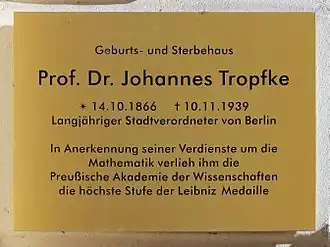 Geburts- und Sterbehaus
Prof. Dr. Johannes Tropfke
✶ 14.10.1866 † 10.11.1939
Langjähriger Stadtverordneter von Berlin
In Anerkennung seiner Verdienste um die
Mathematik verlieh ihm die
Preußische Akademie der Wissenschaften
die höchste Stufe der Leibniz Medaille